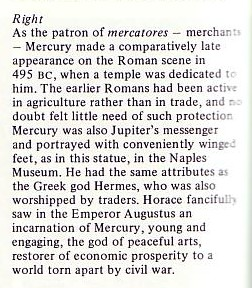 Right
As the patron of mercatores – merchants
– Mercury made a comparatively late
appearance on the Roman scene in
495 BC, when a temple was dedicated to
him. The earlier Romans had been active
in agriculture rather than in trade, and no
doubt felt little need of such protection
Mercury was also Jupiter's messenger
and portrayed with conveniently winged
feet, as in this statue, in the Naples
Museum. He had the same attributes as
the Greek god Hermes, who was also
worshipped by traders. Horace fancifully
saw in the Emperor Augustus an
incarnation of Mercury, young and
engaging, the god of peaceful arts,
restorer of economic prosperity to a
world torn apart by civil war.